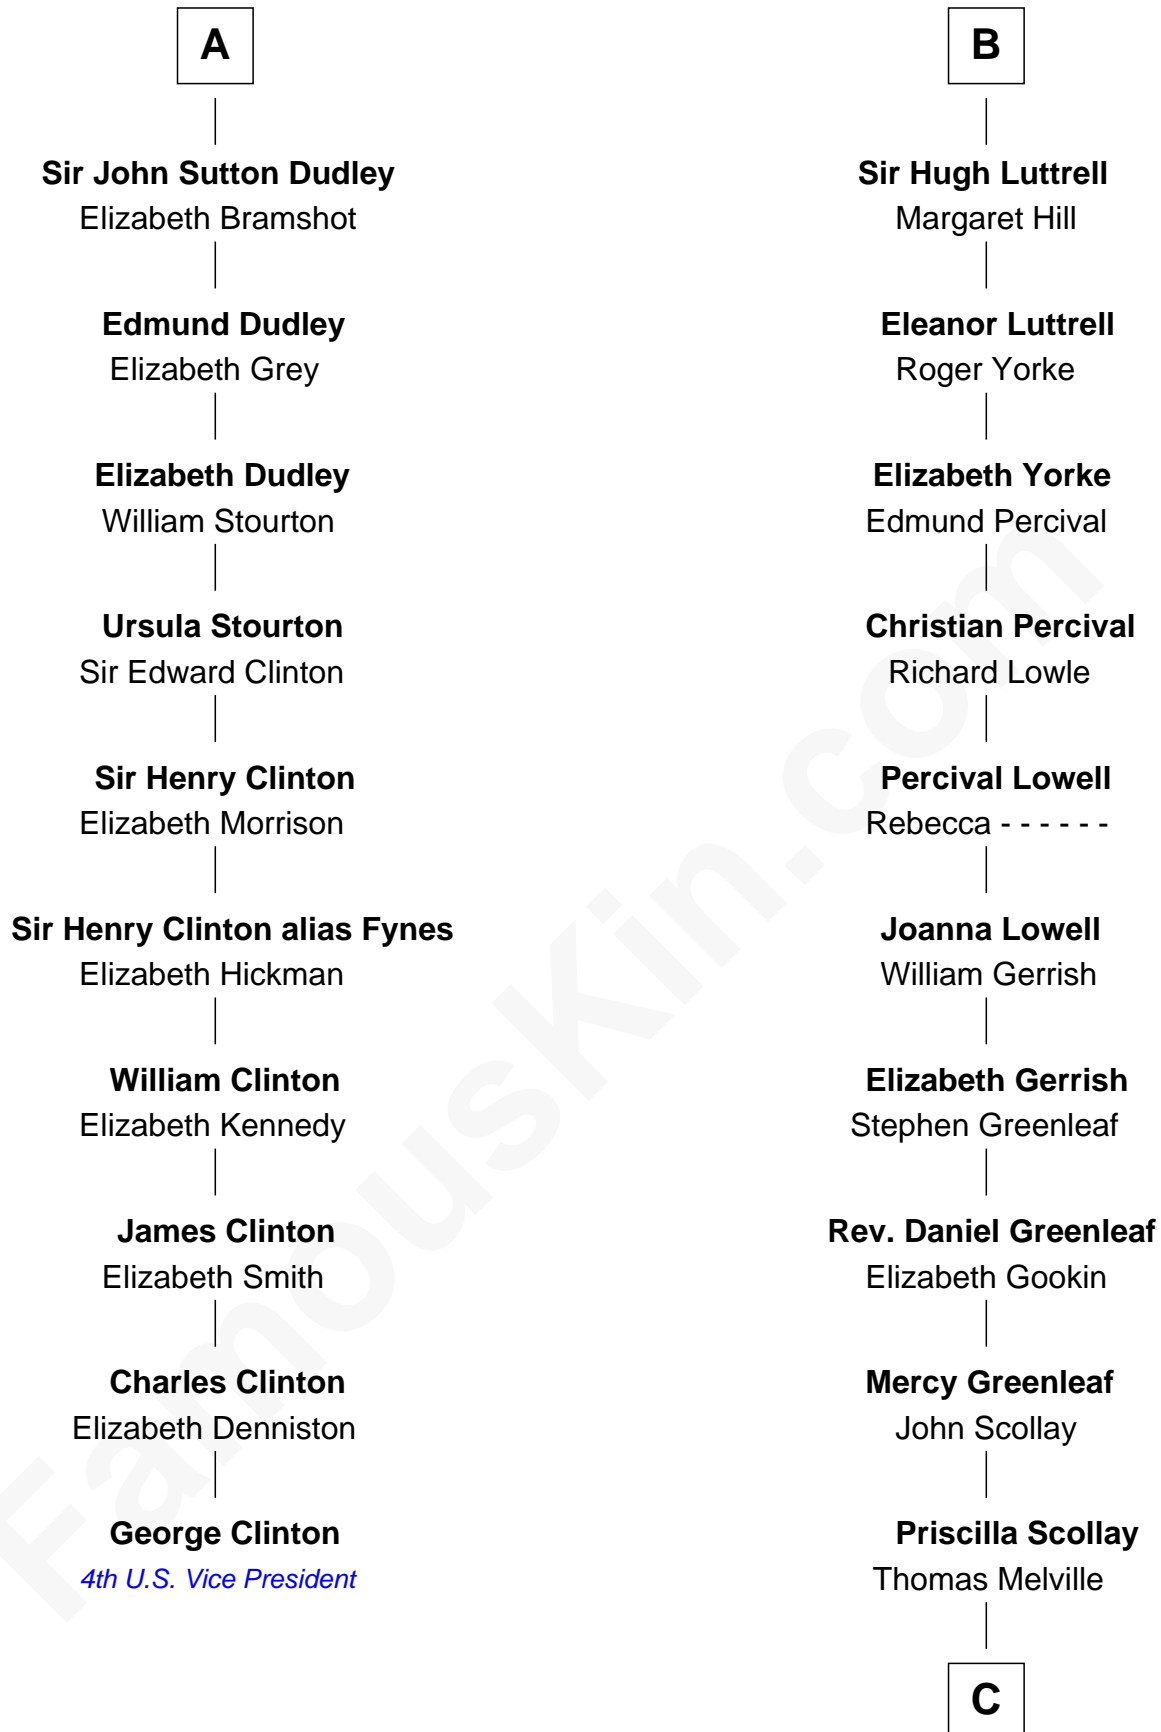 A
Sir John Sutton Dudley
Elizabeth Bramshot
Edmund Dudley
Elizabeth Grey
Elizabeth Dudley
William Stourton
Ursula Stourton
Sir Edward Clinton
Sir Henry Clinton
Elizabeth Morrison
Sir Henry Clinton alias Fynes
Elizabeth Hickman
William Clinton
Elizabeth Kennedy
James Clinton
Elizabeth Smith
Charles Clinton
Elizabeth Denniston
George Clinton
4th U.S. Vice President
B
Sir Hugh Luttrell
Margaret Hill
Eleanor Luttrell
Roger Yorke
Elizabeth Yorke
Edmund Percival
Christian Percival
Richard Lowle
Percival Lowell
Rebecca - - - - - -
Joanna Lowell
William Gerrish
Elizabeth Gerrish
Stephen Greenleaf
Rev. Daniel Greenleaf
Elizabeth Gookin
Mercy Greenleaf
John Scollay
Priscilla Scollay
Thomas Melville
C
FamousKin.com